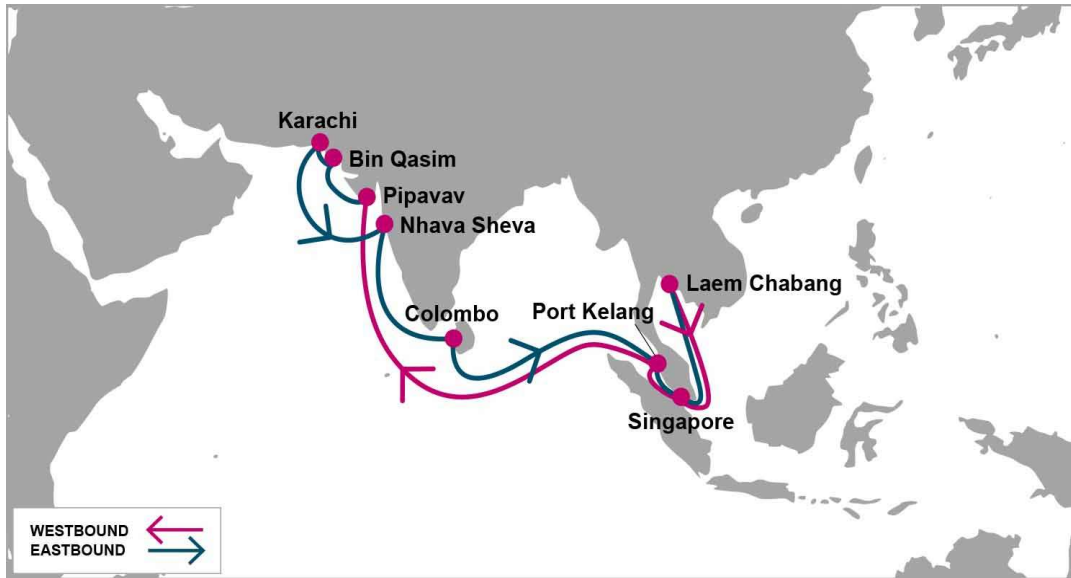 Karachi
Bin Qasim
Pipavav
Nhava Sheva
Laem Chabang
Colombo
Port Kelang
Singapore
WESTBOUND
EASTBOUND